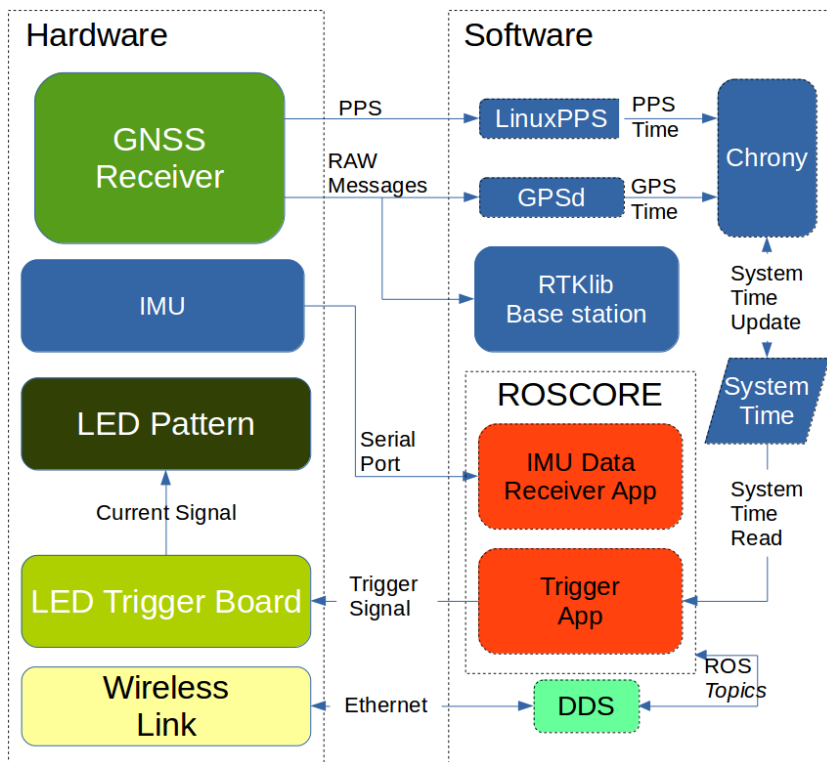 Hardware
Software
GNSS
Receiver
PPS
LinuxPPS
PPS
Time
Chrony
RAW
Messages
GPSd
GPS
Time
IMU
RTKlib
Base station
System
Time
Update
System
Time
LED Pattern
Serial
Port
ROSCORE
IMU Data
Receiver App
System
Time
Read
Current Signal
LED Trigger Board
Trigger
Signal
Trigger
App
Wireless
Link
Ethernet
DDS
ROS
Topics